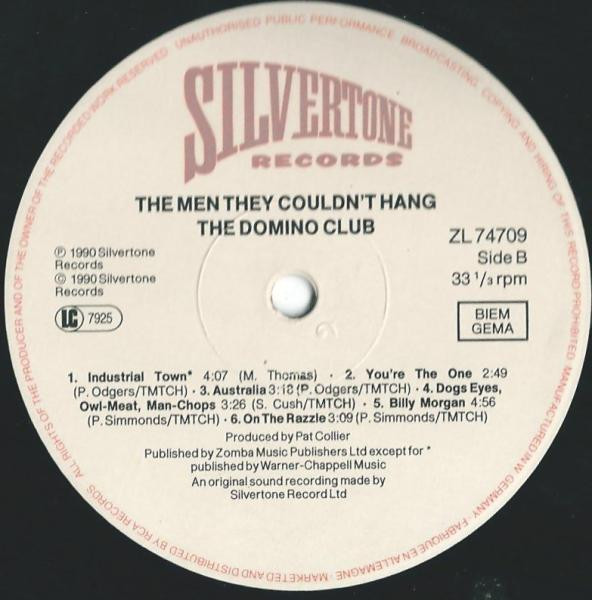 SILVERTONE
RECORDS
THE MEN THEY COULDN'T HANG
THE DOMINO CLUB
℗ 1990 Silvertone
Records
© 1990 Silvertone
Records
LC 7925
ZL 74709
Side B
33 1/3 rpm
BIEM
GEMA
1. Industrial Town* 4:07 (M. Thomas) · 2. You're The One 2:49
(P. Odgers/TMTCH) · 3. Australia 3:18 (P. Odgers/TMTCH) · 4. Dogs Eyes,
Owl-Meat, Man-Chops 3:26 (S. Cush/TMTCH) · 5. Billy Morgan 4:56
(P. Simmonds/TMTCH) · 6. On The Razzle 3:09 (P. Simmonds/TMTCH)
Produced by Pat Collier
Published by Zomba Music Publishers Ltd except for *
published by Warner-Chappell Music
An original sound recording made by
Silvertone Record Ltd
ALL RIGHTS OF THE PRODUCER AND OF THE OWNER OF THE RECORDED WORK RESERVED. UNAUTHORISED PUBLIC PERFORMANCE, BROADCASTING, COPYING AND HIRING OF THIS RECORD PROHIBITED. MANUFACTURED IN W. GERMANY · FABRIQUE EN ALLEMAGNE · MARKETED AND DISTRIBUTED BY RCA RECORDS